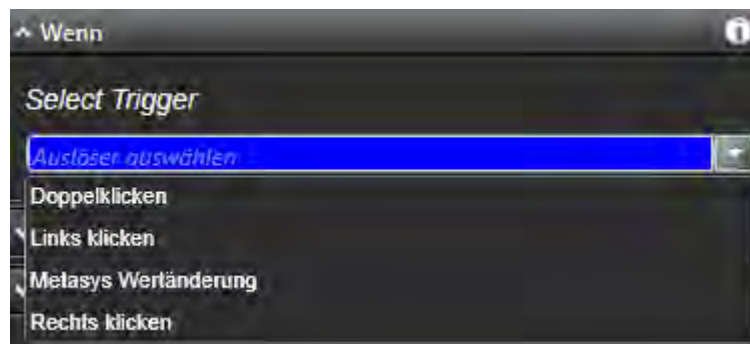 Wenn
Select Trigger
Auslöser auswählen
Doppelklicken
Links klicken
Metasys Wertänderung
Rechts klicken